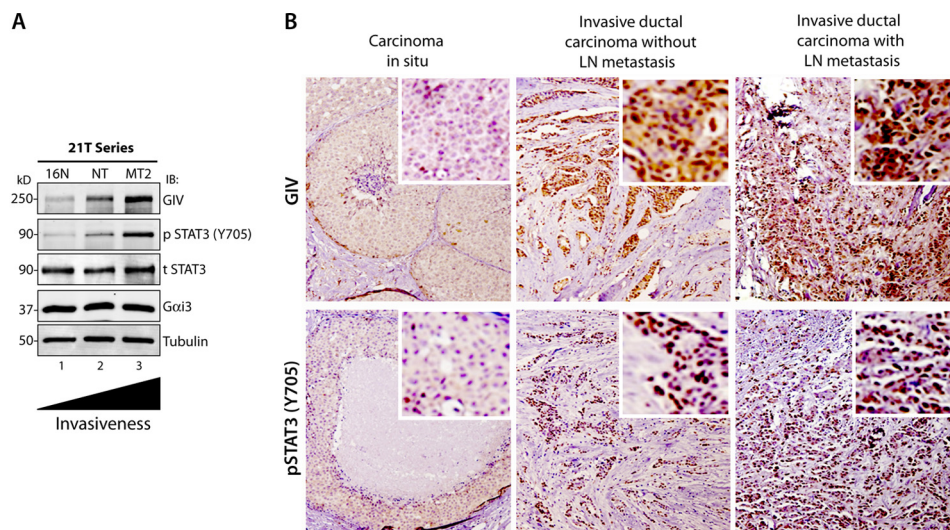 A
21T Series
kD 16N NT MT2 IB:
250 GIV
90 p STAT3 (Y705)
90 t STAT3
37 Gαi3
50 Tubulin
1 2 3
Invasiveness
B
Carcinoma
in situ
Invasive ductal
carcinoma without
LN metastasis
Invasive ductal
carcinoma with
LN metastasis
GIV
pSTAT3 (Y705)